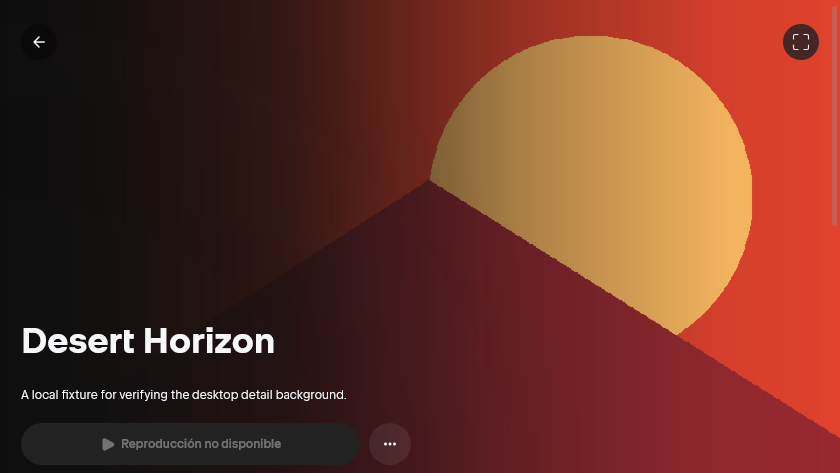 Desert Horizon
A local fixture for verifying the desktop detail background.
Reproducción no disponible